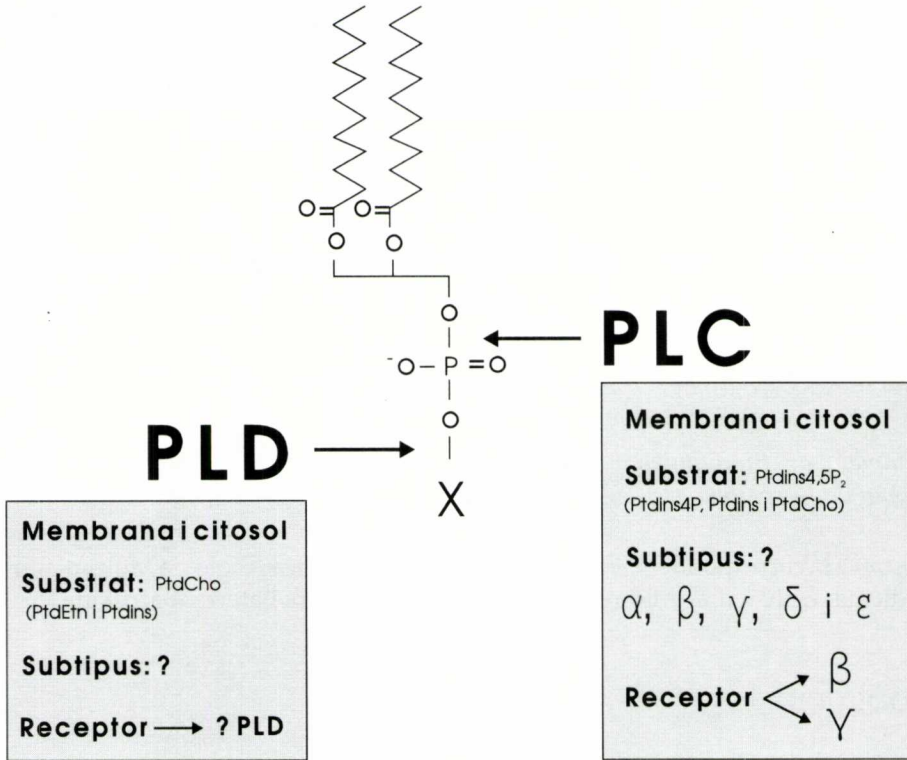 O= O=
O O
O
⁻O–P=O
O
X
PLC
Membrana i citosol
Substrat: PtdIns4,5P₂
(PtdIns4P, PtdIns i PtdCho)
Subtipus: ?
α, β, γ, δ i ε
Receptor
β
γ
PLD
Membrana i citosol
Substrat: PtdCho
(PtdEtn i PtdIns)
Subtipus: ?
Receptor → ? PLD